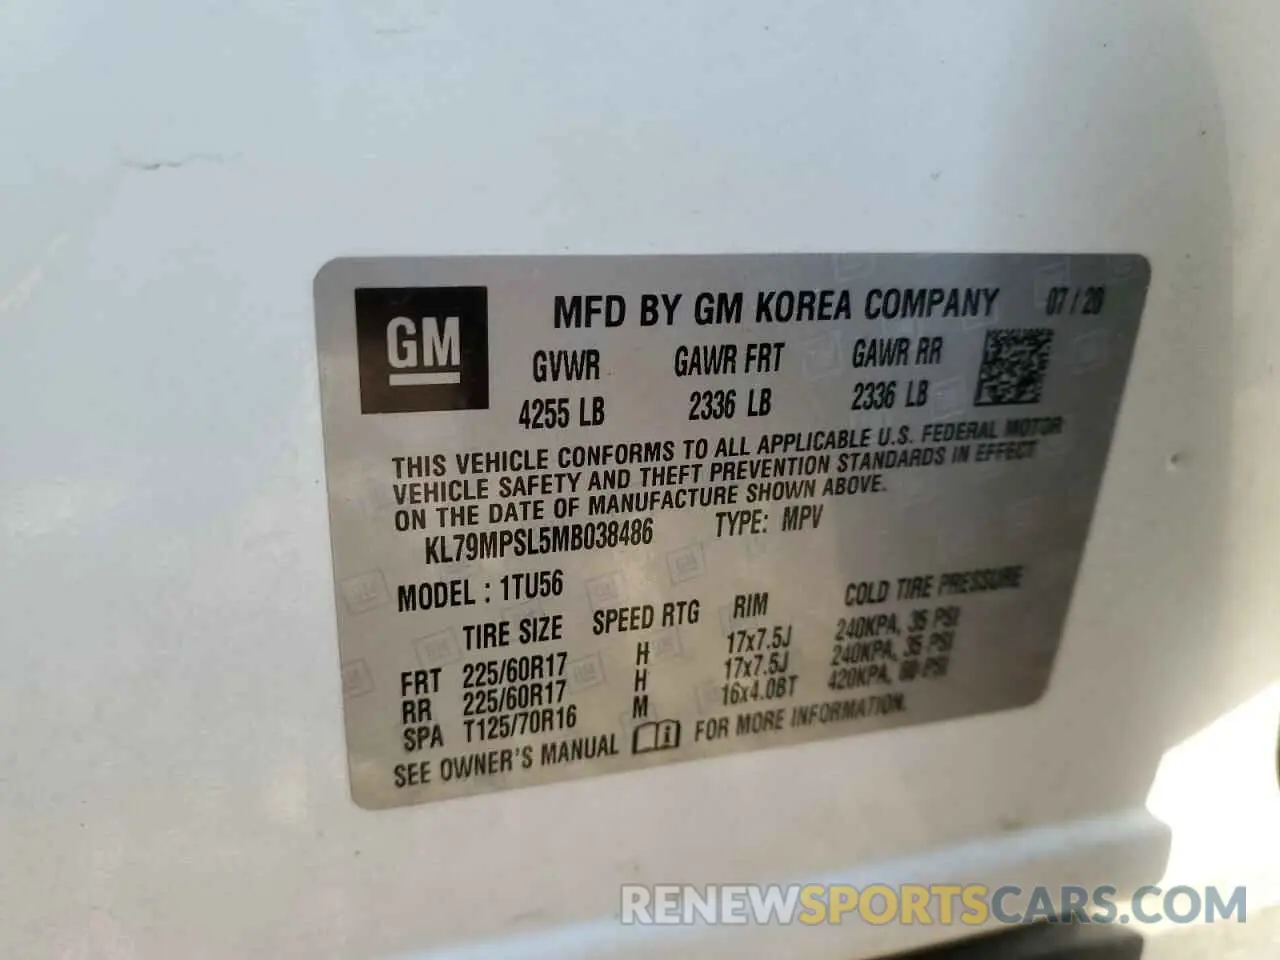 GM
MFD BY GM KOREA COMPANY 07 / 20
GVWR GAWR FRT GAWR RR
4255 LB 2336 LB 2336 LB
THIS VEHICLE CONFORMS TO ALL APPLICABLE U.S. FEDERAL MOTOR
VEHICLE SAFETY AND THEFT PREVENTION STANDARDS IN EFFECT
ON THE DATE OF MANUFACTURE SHOWN ABOVE.
KL79MPSL5MB038486 TYPE: MPV
MODEL : 1TU56
TIRE SIZE SPEED RTG RIM COLD TIRE PRESSURE
FRT 225/60R17 H 17x7.5J 240KPA, 35 PSI
RR 225/60R17 H 17x7.5J 240KPA, 35 PSI
SPA T125/70R16 M 16x4.0BT 420KPA, 60 PSI
SEE OWNER'S MANUAL FOR MORE INFORMATION.
RENEWSPORTSCARS.COM